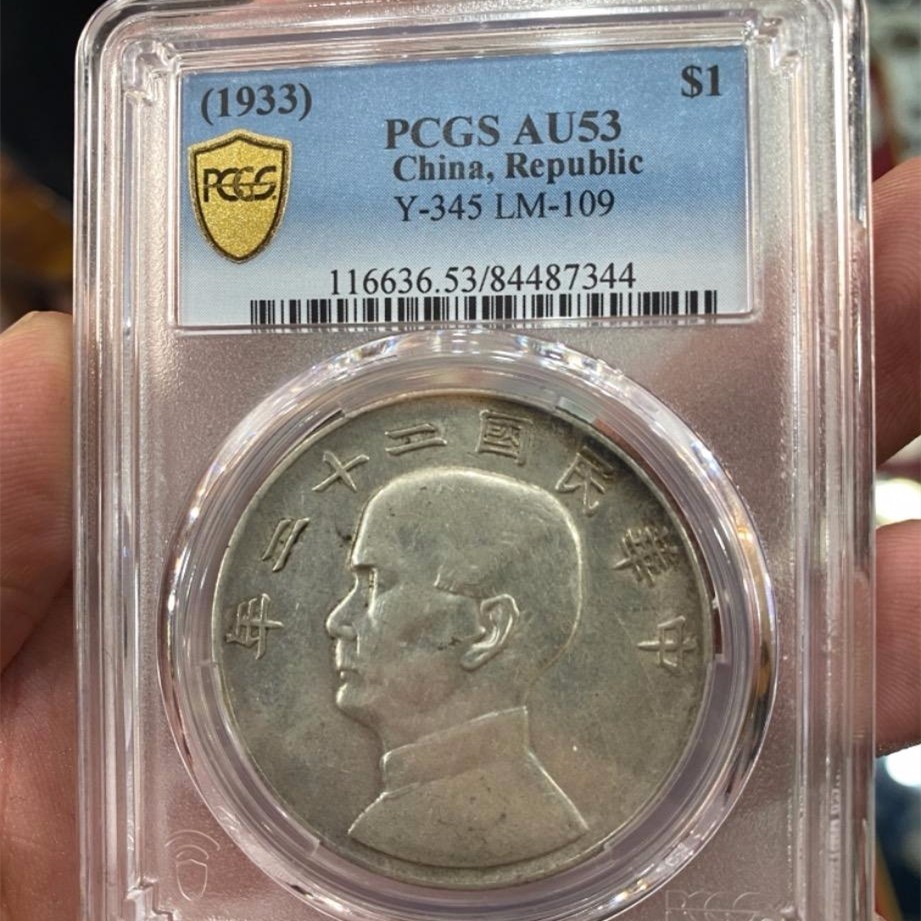 (1933)
$1
PCGS AU53
China, Republic
Y-345 LM-109
PCGS
116636.53/84487344
中華民國二十二年
PCGS